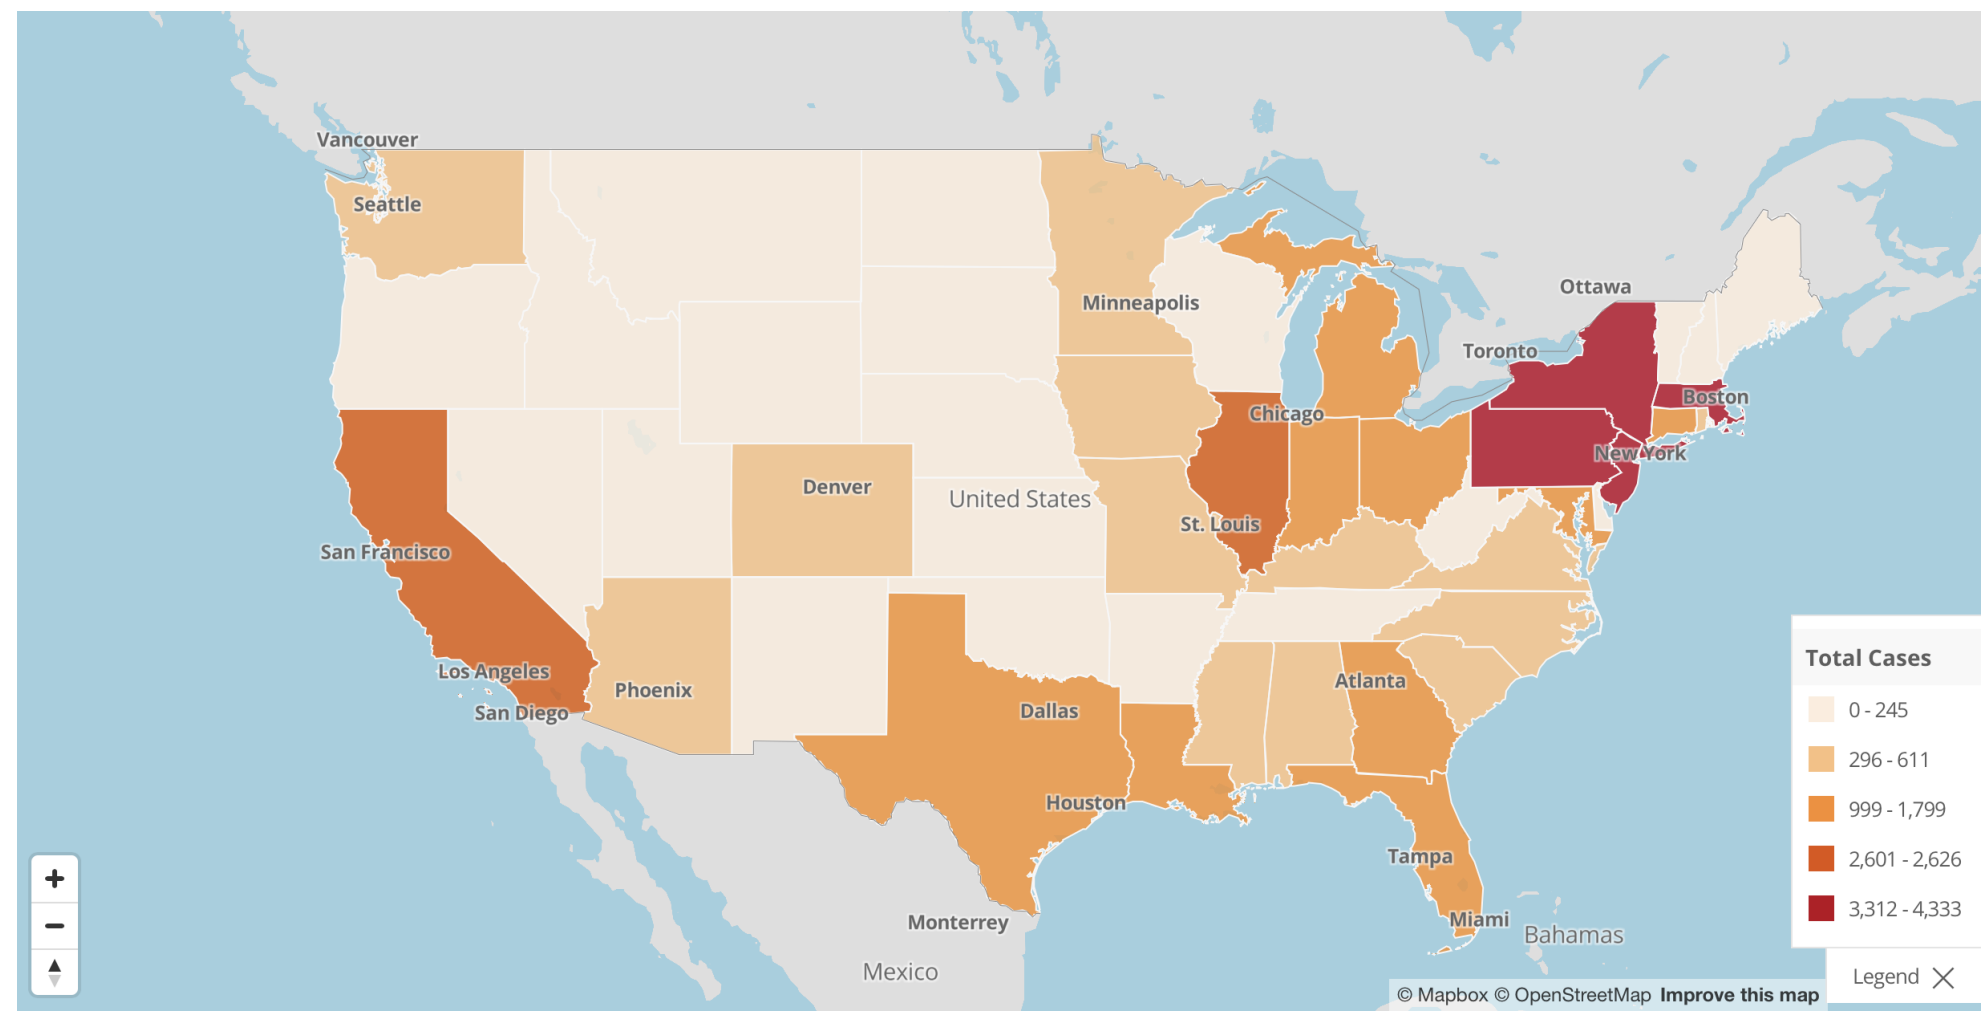 Vancouver
Seattle
Minneapolis
Ottawa
Toronto
Boston
Chicago
New York
Denver
United States
St. Louis
San Francisco
Los Angeles
Phoenix
Atlanta
San Diego
Dallas
Houston
Tampa
Miami
Monterrey
Bahamas
Mexico
Total Cases
0 - 245
296 - 611
999 - 1,799
2,601 - 2,626
3,312 - 4,333
Legend
© Mapbox © OpenStreetMap Improve this map